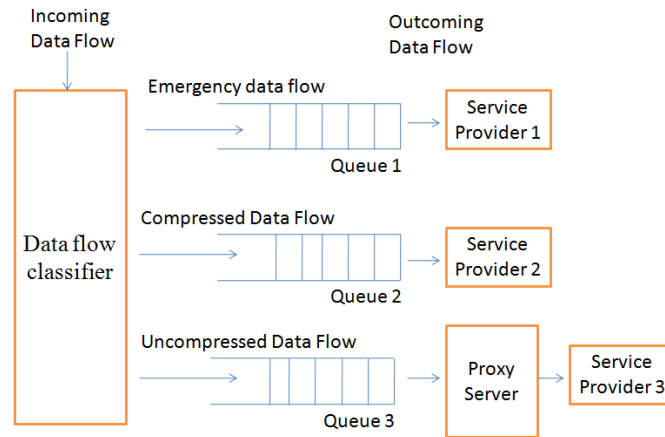 Incoming
Data Flow
Outcoming
Data Flow
Emergency data flow
Service
Provider 1
Queue 1
Data flow
classifier
Compressed Data Flow
Service
Provider 2
Queue 2
Uncompressed Data Flow
Proxy
Server
Service
Provider 3
Queue 3